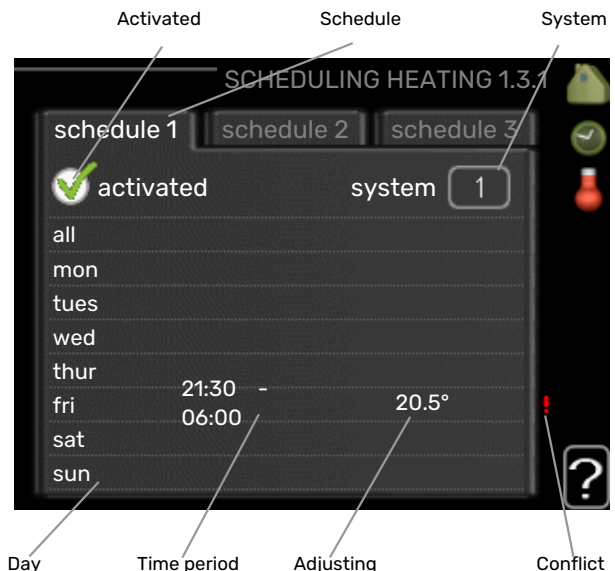 Activated Schedule System
SCHEDULING HEATING 1.3.1
schedule 1 schedule 2 schedule 3
activated system 1
all
mon
tues
wed
thur
fri 21:30 - 20.5° !
06:00
sat
sun
?
Day Time period Adjusting Conflict